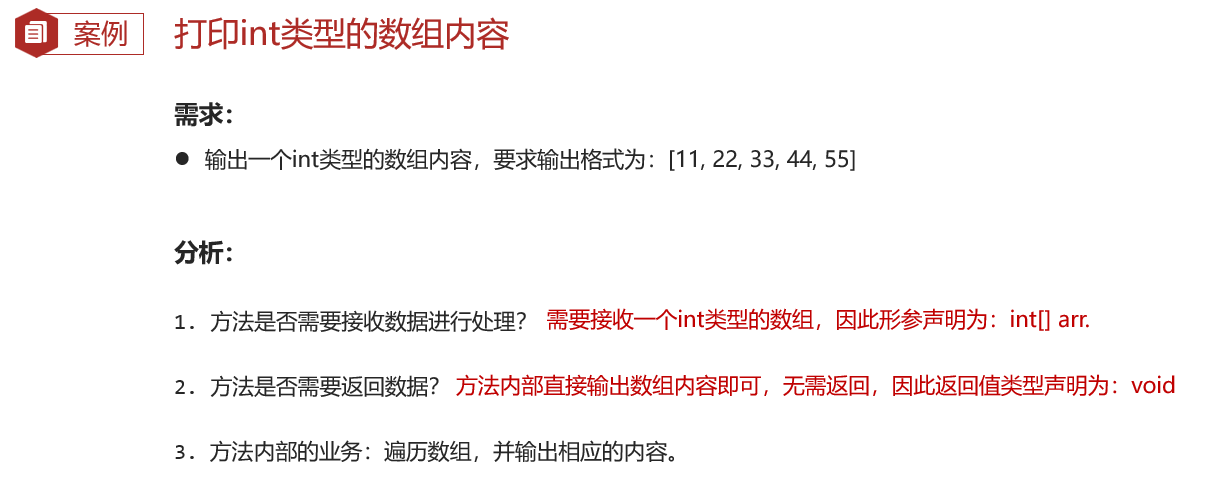 案例 打印int类型的数组内容
需求：
● 输出一个int类型的数组内容，要求输出格式为：[11, 22, 33, 44, 55]
分析：
1. 方法是否需要接收数据进行处理？ 需要接收一个int类型的数组，因此形参声明为：int[] arr.
2. 方法是否需要返回数据？ 方法内部直接输出数组内容即可，无需返回，因此返回值类型声明为：void
3. 方法内部的业务：遍历数组，并输出相应的内容。